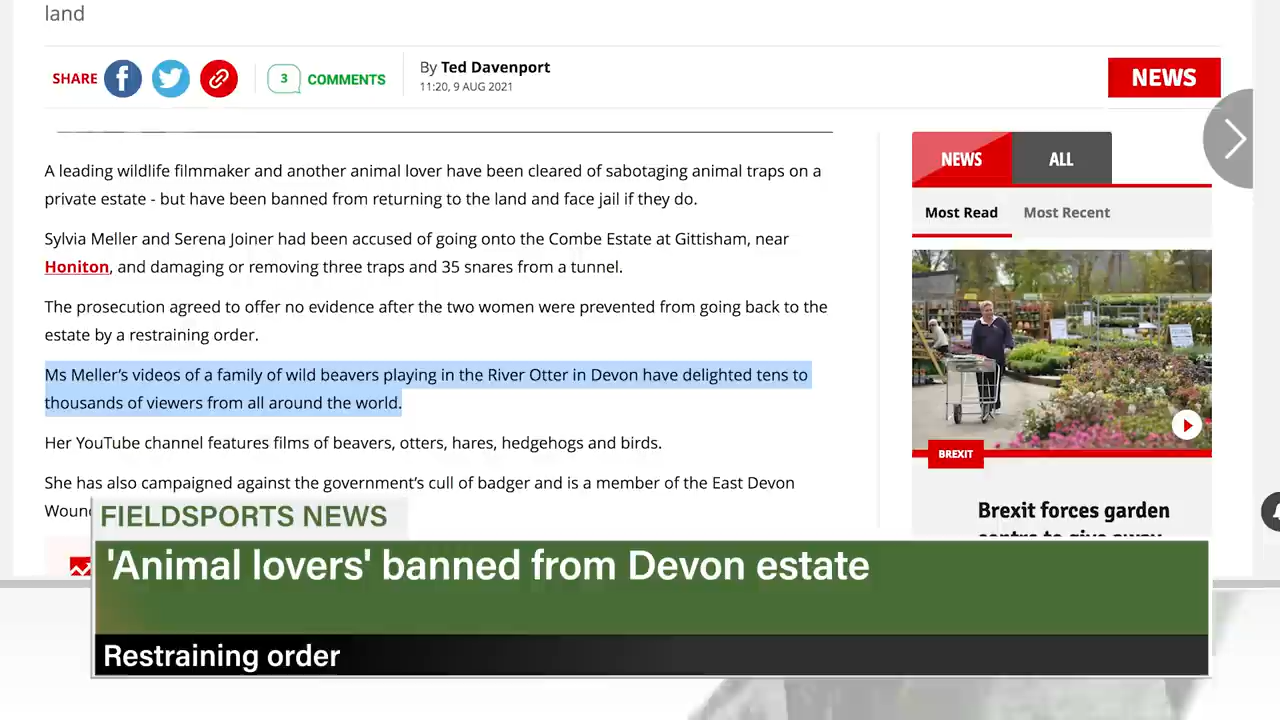 land
SHARE
3 COMMENTS
By Ted Davenport
11:20, 9 AUG 2021
NEWS
A leading wildlife filmmaker and another animal lover have been cleared of sabotaging animal traps on a
private estate - but have been banned from returning to the land and face jail if they do.
Sylvia Meller and Serena Joiner had been accused of going onto the Combe Estate at Gittisham, near
Honiton, and damaging or removing three traps and 35 snares from a tunnel.
The prosecution agreed to offer no evidence after the two women were prevented from going back to the
estate by a restraining order.
Ms Meller's videos of a family of wild beavers playing in the River Otter in Devon have delighted tens to
thousands of viewers from all around the world.
Her YouTube channel features films of beavers, otters, hares, hedgehogs and birds.
She has also campaigned against the government's cull of badger and is a member of the East Devon
NEWS
ALL
Most Read
Most Recent
BREXIT
Brexit forces garden
FIELDSPORTS NEWS
'Animal lovers' banned from Devon estate
Restraining order